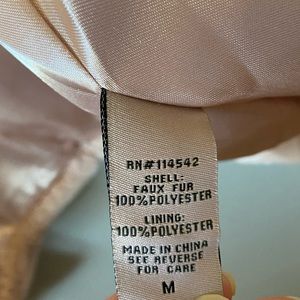 RN#114542
SHELL:
FAUX FUR
100%POLYESTER
LINING:
100%POLYESTER
MADE IN CHINA
SEE REVERSE
FOR CARE
M